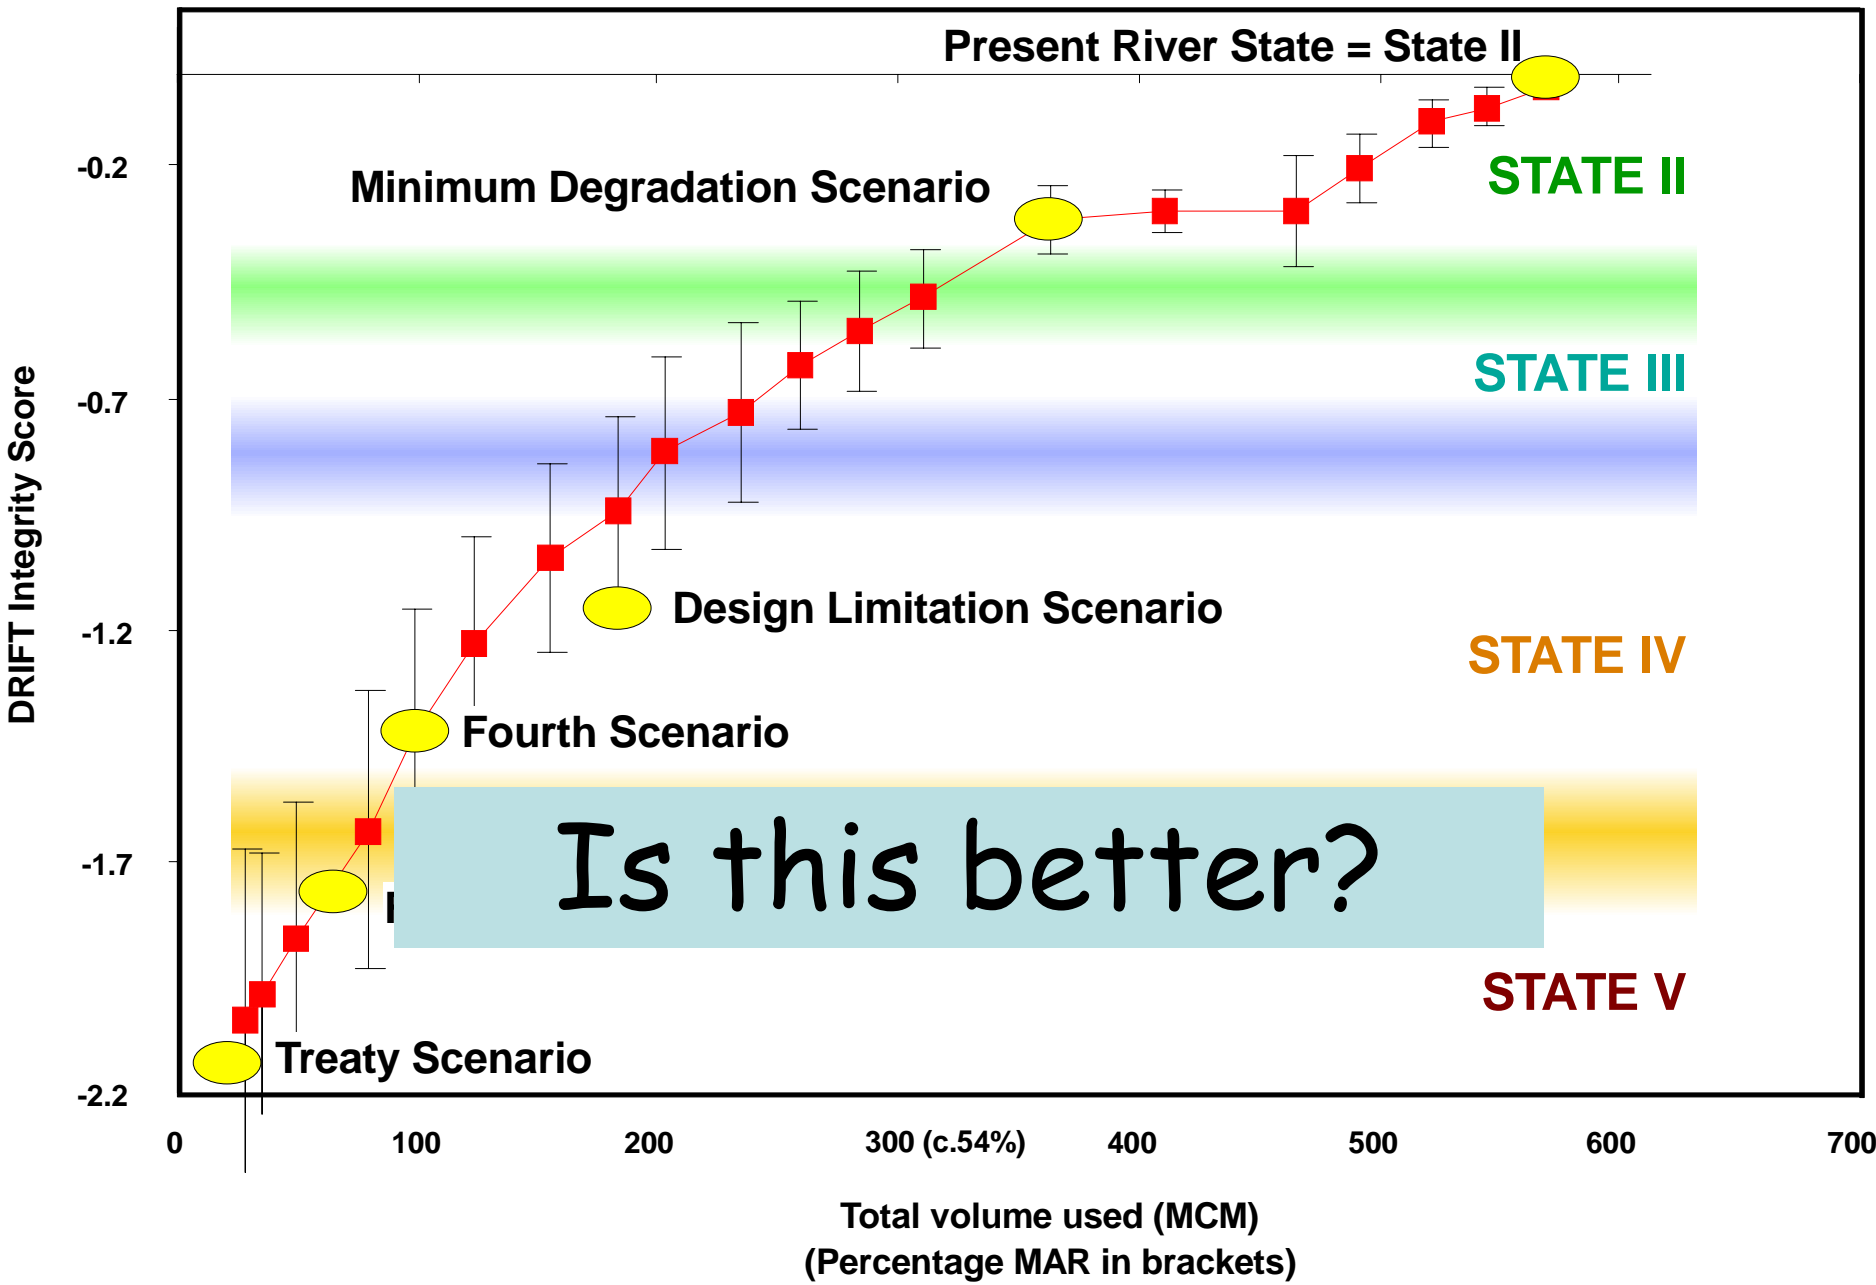 Present River State = State II
-0.2
STATE II
Minimum Degradation Scenario
STATE III
-0.7
DRIFT Integrity Score
Design Limitation Scenario
-1.2
STATE IV
Fourth Scenario
Is this better?
-1.7
STATE V
Treaty Scenario
-2.2
0 100 200 300 (c.54%) 400 500 600 700
Total volume used (MCM)
(Percentage MAR in brackets)